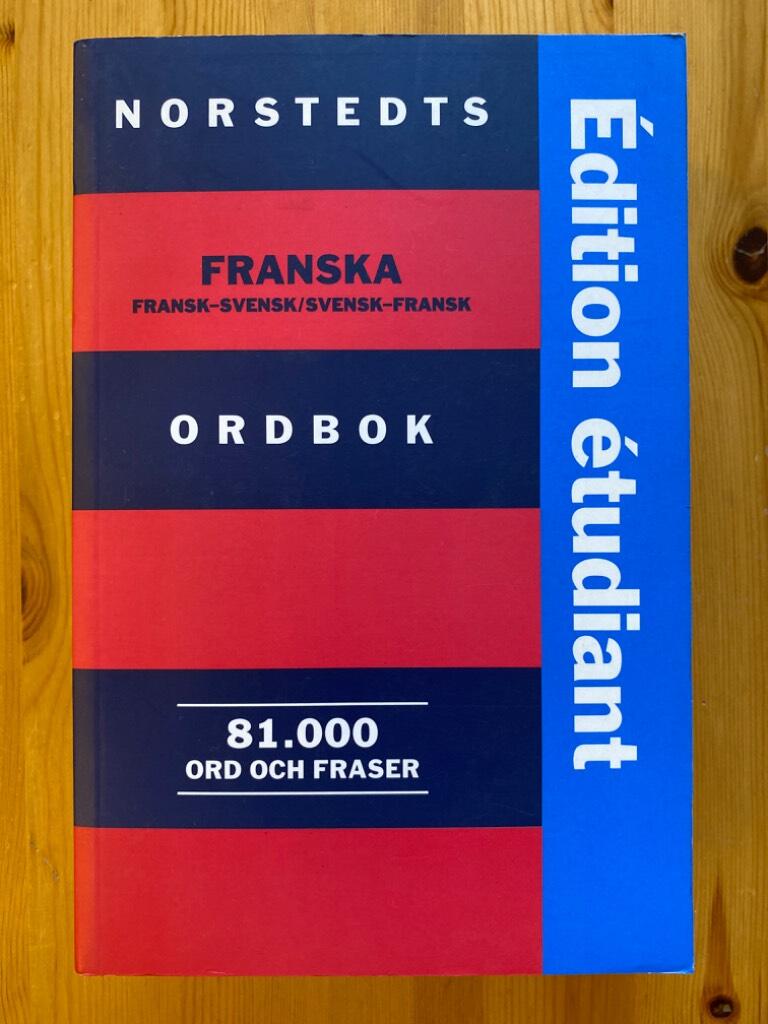 NORSTEDTS
FRANSKA
FRANSK–SVENSK/SVENSK–FRANSK
ORDBOK
81.000
ORD OCH FRASER
Édition étudiant